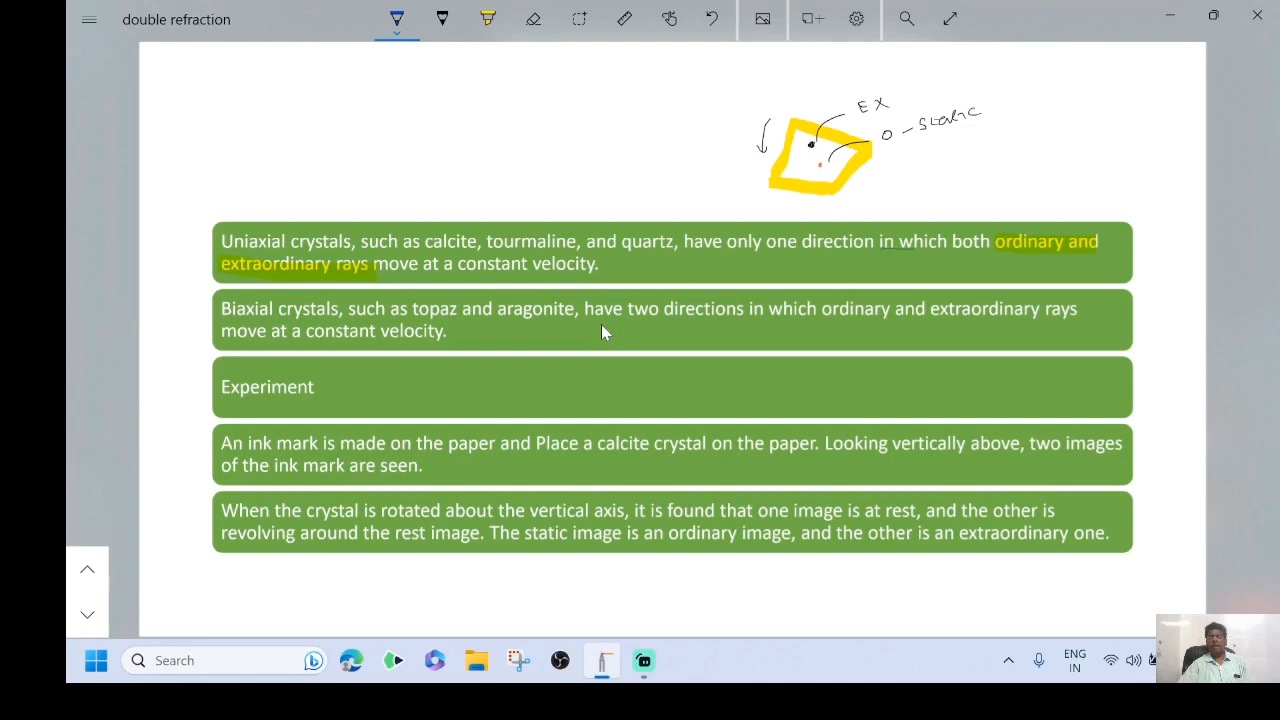 double refraction
EX
O - Static
Uniaxial crystals, such as calcite, tourmaline, and quartz, have only one direction in which both ordinary and
extraordinary rays move at a constant velocity.
Biaxial crystals, such as topaz and aragonite, have two directions in which ordinary and extraordinary rays
move at a constant velocity.
Experiment
An ink mark is made on the paper and Place a calcite crystal on the paper. Looking vertically above, two images
of the ink mark are seen.
When the crystal is rotated about the vertical axis, it is found that one image is at rest, and the other is
revolving around the rest image. The static image is an ordinary image, and the other is an extraordinary one.
Search
ENG
IN